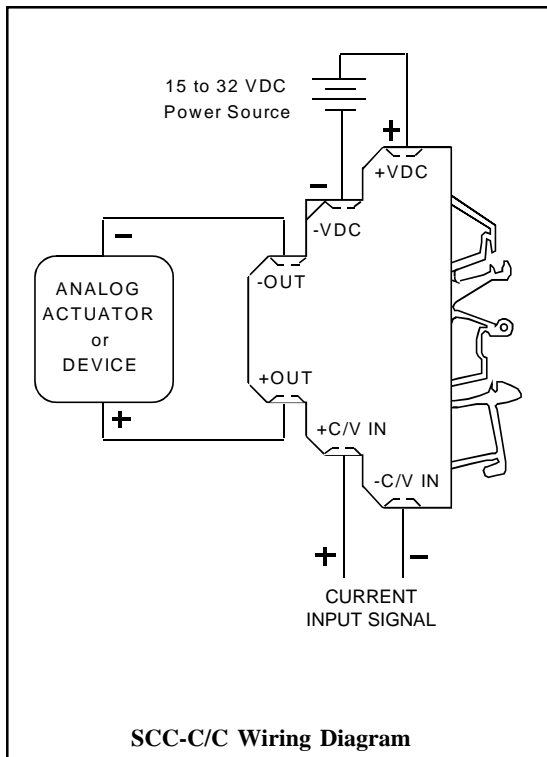 15 to 32 VDC
Power Source
+
+VDC
-
-VDC
-
-OUT
ANALOG
ACTUATOR
or
DEVICE
+OUT
+
+C/V IN
-C/V IN
+
-
CURRENT
INPUT SIGNAL
SCC-C/C Wiring Diagram